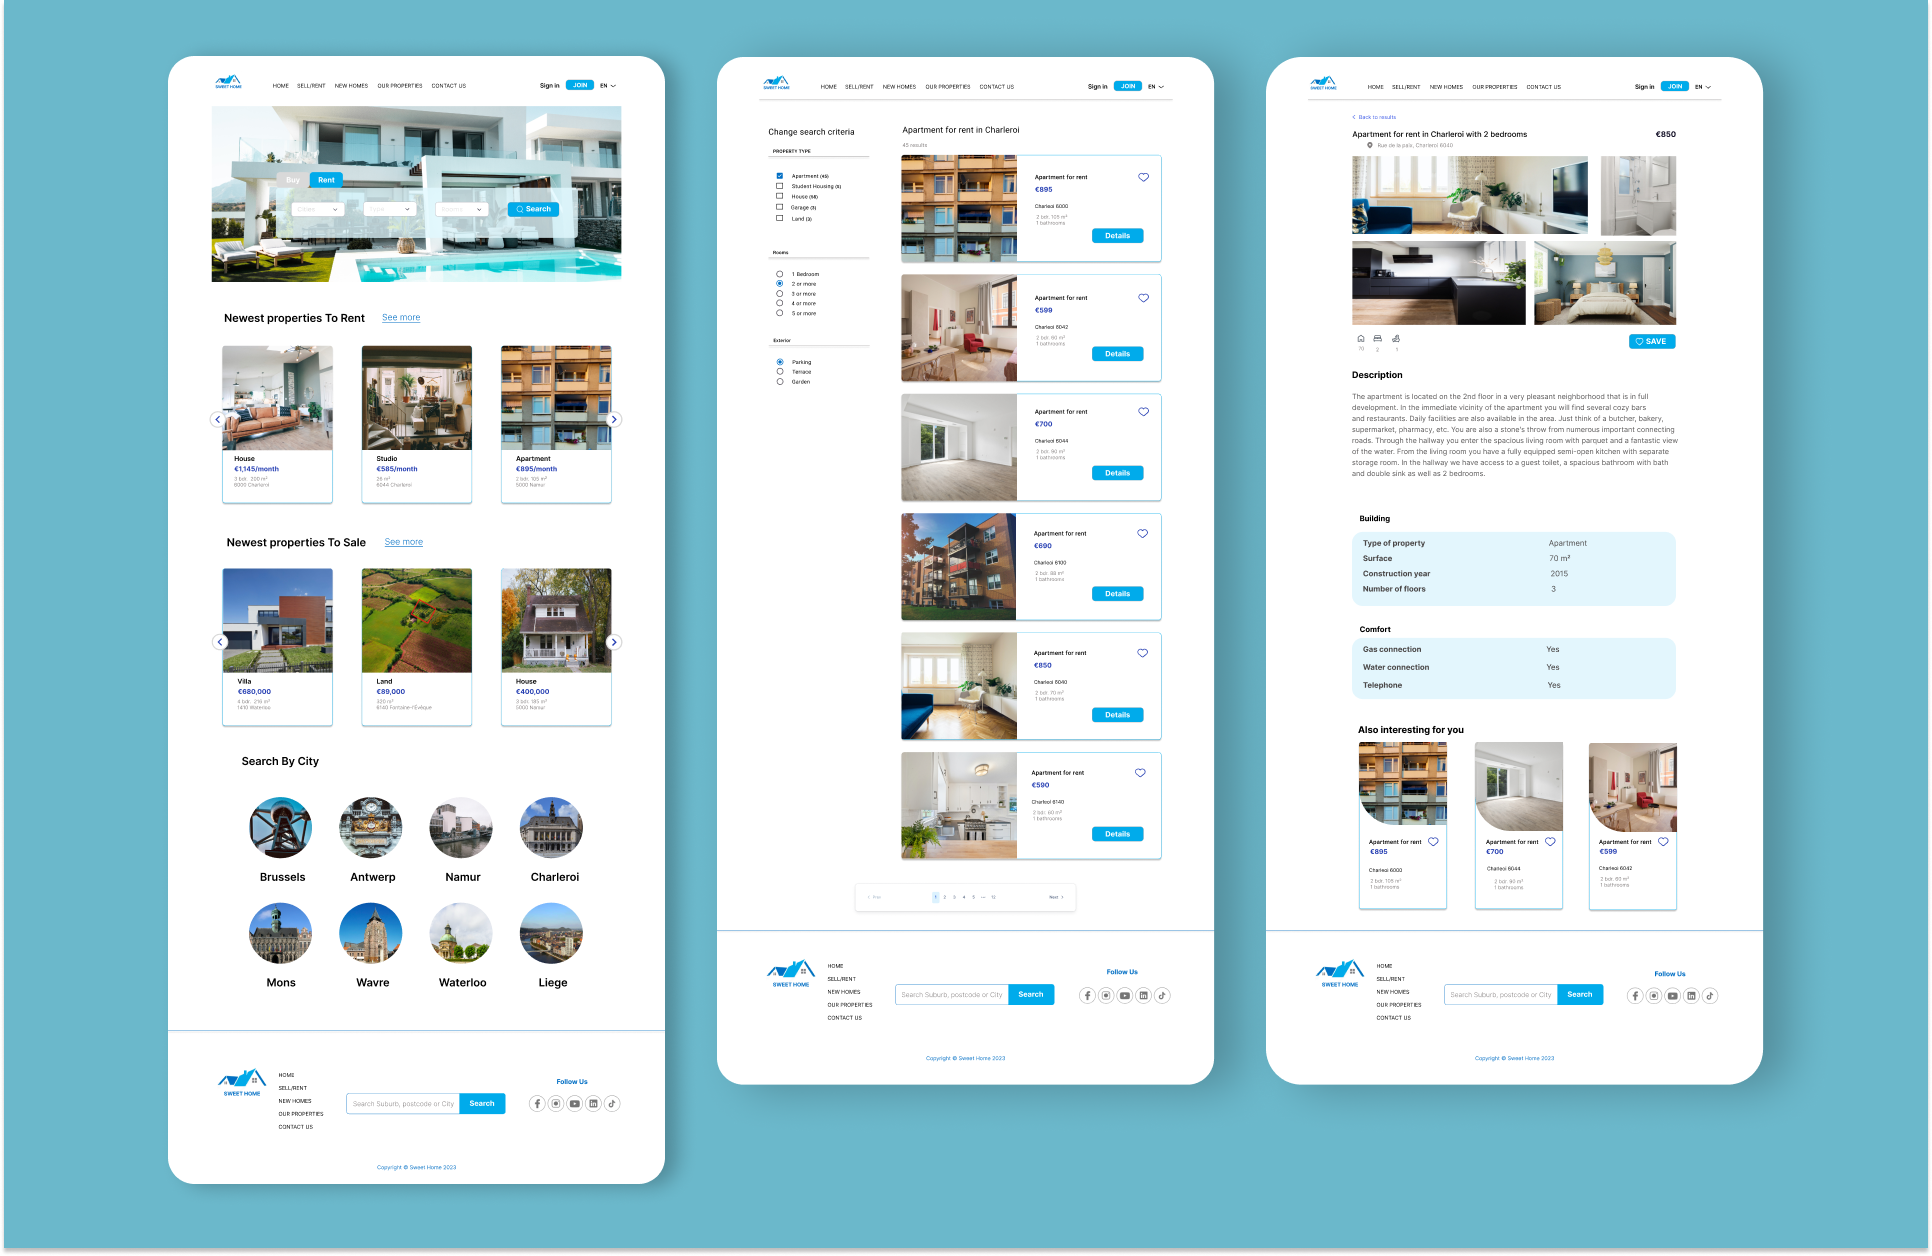 SWEET HOME
HOME SELL/RENT NEW HOMES OUR PROPERTIES CONTACT US
Sign in JOIN EN
Buy Rent
Search
Newest properties To Rent See more
House
€1,145/month
3 bdr. 200 m²
6000 Charleroi
Studio
€585/month
26 m²
6044 Charleroi
Apartment
€895/month
2 bdr. 105 m²
5000 Namur
Newest properties To Sale See more
Villa
€680,000
4 bdr. 216 m²
1410 Waterloo
Land
€89,000
320 m²
6140 Fontaine-l'Évêque
House
€400,000
3 bdr. 185 m²
5000 Namur
Search By City
Brussels Antwerp Namur Charleroi
Mons Wavre Waterloo Liege
SWEET HOME
HOME
SELL/RENT
NEW HOMES
OUR PROPERTIES
CONTACT US
Search Suburb, postcode or City Search
Follow Us
Copyright © Sweet Home 2023
SWEET HOME
HOME SELL/RENT NEW HOMES OUR PROPERTIES CONTACT US
Sign in JOIN EN
Change search criteria
PROPERTY TYPE
Apartment (45)
Student Housing (5)
House (56)
Garage (3)
Land (3)
Rooms
1 Bedroom
2 or more
3 or more
4 or more
5 or more
Exterior
Parking
Terrace
Garden
Apartment for rent in Charleroi
45 results
Apartment for rent
€895
Charleroi 6000
2 bdr. 105 m²
1 bathrooms
Details
Apartment for rent
€599
Charleoi 6042
2 bdr. 90 m²
1 bathrooms
Details
Apartment for rent
€700
Charleoi 6044
2 bdr. 90 m²
1 bathrooms
Details
Apartment for rent
€690
Charleoi 6100
2 bdr. 88 m²
1 bathrooms
Details
Apartment for rent
€850
Charleoi 6040
2 bdr. 70 m²
1 bathrooms
Details
Apartment for rent
€590
Charleoi 6140
2 bdr. 60 m²
1 bathrooms
Details
< Prev 1 2 3 4 5 ... 12 Next >
SWEET HOME
HOME
SELL/RENT
NEW HOMES
OUR PROPERTIES
CONTACT US
Search Suburb, postcode or City Search
Follow Us
Copyright © Sweet Home 2023
SWEET HOME
HOME SELL/RENT NEW HOMES OUR PROPERTIES CONTACT US
Sign in JOIN EN
< Back to results
Apartment for rent in Charleroi with 2 bedrooms €850
Rue de la paix, Charleroi 6040
70 2 1
SAVE
Description
The apartment is located on the 2nd floor in a very pleasant neighborhood that is in full
development. In the immediate vicinity of the apartment you will find several cozy bars
and restaurants. Daily facilities are also available in the area. Just think of a butcher, bakery,
supermarket, pharmacy, etc. You are also a stone's throw from numerous important connecting
roads. Through the hallway you enter the spacious living room with parquet and a fantastic view
of the water. From the living room you have a fully equipped semi-open kitchen with separate
storage room. In the hallway we have access to a guest toilet, a spacious bathroom with bath
and double sink as well as 2 bedrooms.
Building
Type of property Apartment
Surface 70 m²
Construction year 2015
Number of floors 3
Comfort
Gas connection Yes
Water connection Yes
Telephone Yes
Also interesting for you
Apartment for rent
€895
Charleoi 6000
2 bdr. 105 m²
1 bathrooms
Apartment for rent
€700
Charleoi 6044
2 bdr. 90 m²
1 bathrooms
Apartment for rent
€599
Charleoi 6042
2 bdr. 60 m²
1 bathrooms
SWEET HOME
HOME
SELL/RENT
NEW HOMES
OUR PROPERTIES
CONTACT US
Search Suburb, postcode or City Search
Follow Us
Copyright © Sweet Home 2023